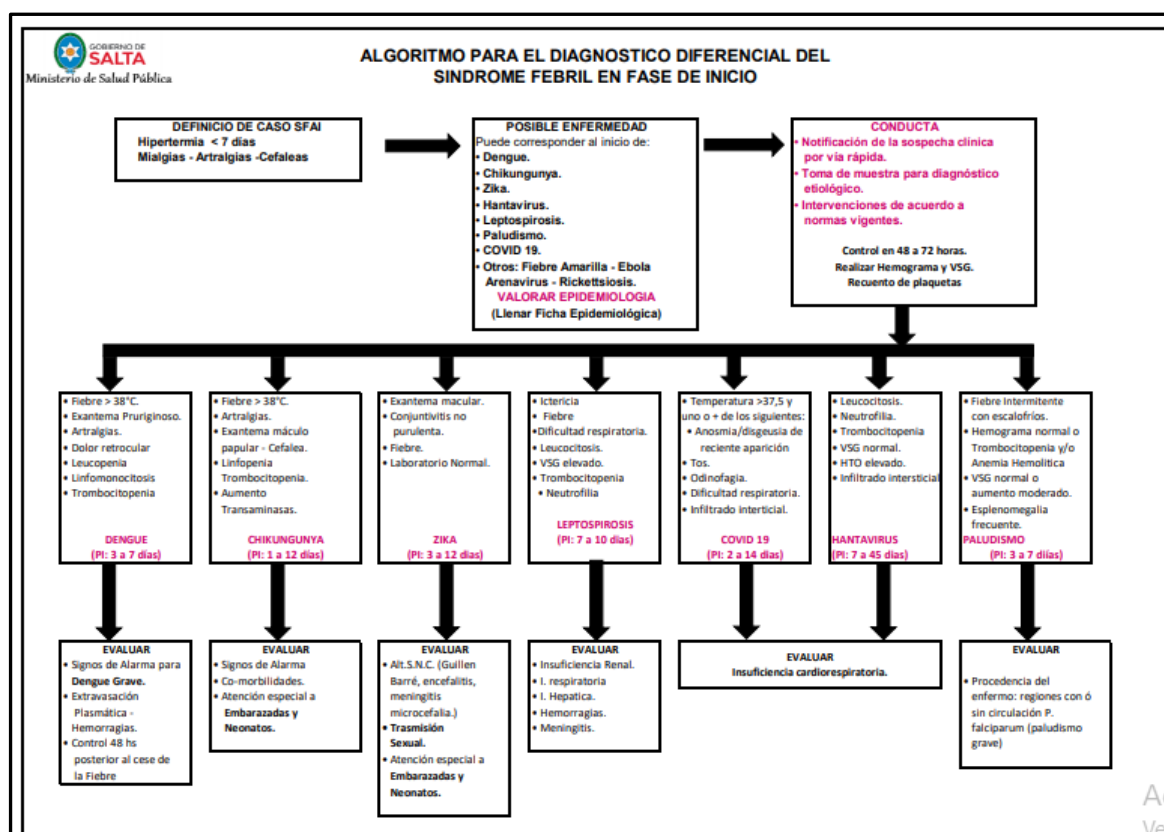 GOBIERNO DE
SALTA
Ministerio de Salud Pública
ALGORITMO PARA EL DIAGNOSTICO DIFERENCIAL DEL
SINDROME FEBRIL EN FASE DE INICIO
DEFINICIO DE CASO SFAI
Hipertermia < 7 días
Mialgias - Artralgias -Cefaleas
POSIBLE ENFERMEDAD
Puede corresponder al inicio de:
• Dengue.
• Chikungunya.
• Zika.
• Hantavirus.
• Leptospirosis.
• Paludismo.
• COVID 19.
• Otros: Fiebre Amarilla - Ebola
Arenavirus - Rickettsiosis.
VALORAR EPIDEMIOLOGIA
(Llenar Ficha Epidemiológica)
CONDUCTA
• Notificación de la sospecha clínica
por vía rápida.
• Toma de muestra para diagnóstico
etiológico.
• Intervenciones de acuerdo a
normas vigentes.
Control en 48 a 72 horas.
Realizar Hemograma y VSG.
Recuento de plaquetas
• Fiebre > 38°C.
• Exantema Pruriginoso.
• Artralgias.
• Dolor retrocular
• Leucopenia
• Linfomonocitosis
• Trombocitopenia
DENGUE
(PI: 3 a 7 días)
• Fiebre > 38°C.
• Artralgias.
• Exantema máculo
papular - Cefalea.
• Linfopenia
Trombocitopenia.
• Aumento
Transaminasas.
CHIKUNGUNYA
(PI: 1 a 12 días)
• Exantema macular.
• Conjuntivitis no
purulenta.
• Fiebre.
• Laboratorio Normal.
ZIKA
(PI: 3 a 12 dias)
• Ictericia
• Fiebre
•Dificultad respiratoria.
• Leucocitosis.
• VSG elevado.
• Trombocitopenia
• Neutrofilia
LEPTOSPIROSIS
(PI: 7 a 10 días)
• Temperatura >37,5 y
uno o + de los siguientes:
• Anosmia/disgeusia de
reciente aparición
• Tos.
• Odinofagia.
• Dificultad respiratoria.
• Infiltrado interticial.
COVID 19
(PI: 2 a 14 dias)
• Leucocitosis.
• Neutrofilia.
• Trombocitopenia
• VSG normal.
• HTO elevado.
• Infiltrado intersticial
HANTAVIRUS
(PI: 7 a 45 días)
• Fiebre Intermitente
con escalofríos.
• Hemograma normal o
Trombocitopenia y/o
Anemia Hemolitica
• VSG normal o
aumento moderado.
• Esplenomegalia
frecuente.
PALUDISMO
(PI: 3 a 7 diías)
EVALUAR
• Signos de Alarma para
Dengue Grave.
• Extravasación
Plasmática -
Hemorragias.
• Control 48 hs
posterior al cese de
la Fiebre
EVALUAR
• Signos de Alarma
• Co-morbilidades.
• Atención especial a
Embarazadas y
Neonatos.
EVALUAR
• Alt.S.N.C. (Guillen
Barré, encefalitis,
meningitis
microcefalia.)
• Trasmisión
Sexual.
• Atención especial a
Embarazadas y
Neonatos.
EVALUAR
• Insuficiencia Renal.
• I. respiratoria
• I. Hepatica.
• Hemorragias.
• Meningitis.
EVALUAR
Insuficiencia cardiorespiratoria.
EVALUAR
• Procedencia del
enfermo: regiones con ó
sin circulación P.
falciparum (paludismo
grave)